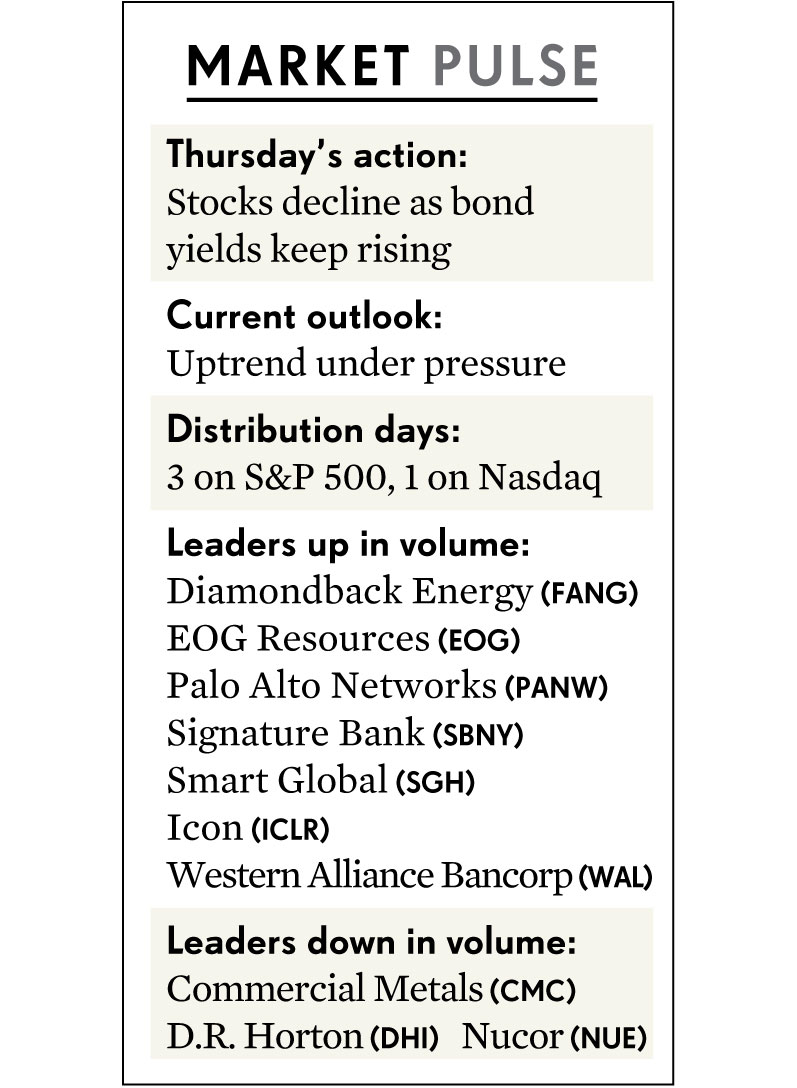 MARKET PULSE
Thursday’s action:
Stocks decline as bond
yields keep rising
Current outlook:
Uptrend under pressure
Distribution days:
3 on S&P 500, 1 on Nasdaq
Leaders up in volume:
Diamondback Energy (FANG)
EOG Resources (EOG)
Palo Alto Networks (PANW)
Signature Bank (SBNY)
Smart Global (SGH)
Icon (ICLR)
Western Alliance Bancorp (WAL)
Leaders down in volume:
Commercial Metals (CMC)
D.R. Horton (DHI) Nucor (NUE)